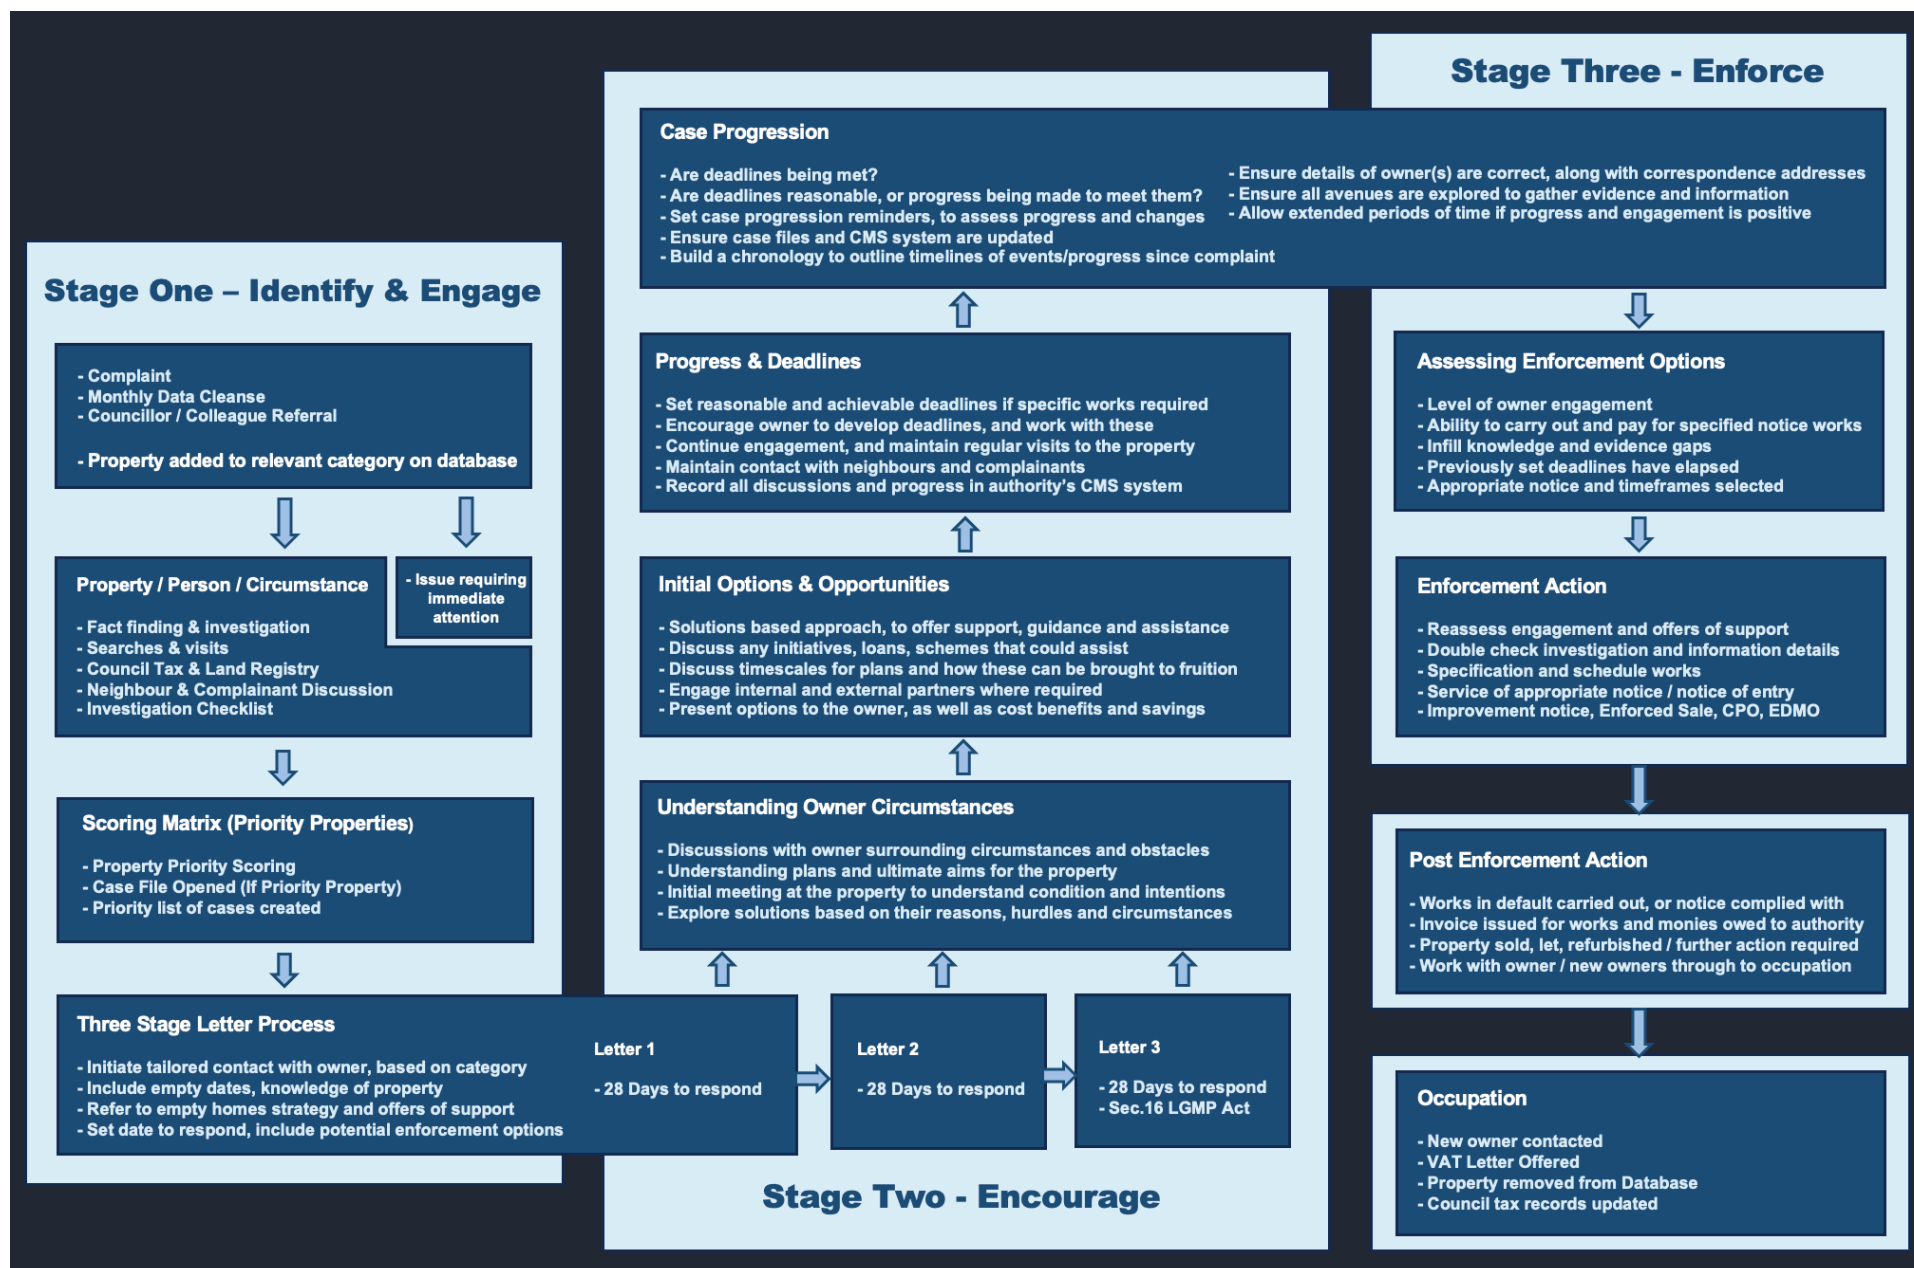 Stage One – Identify & Engage
- Complaint
- Monthly Data Cleanse
- Councillor / Colleague Referral
- Property added to relevant category on database
Property / Person / Circumstance
- Fact finding & investigation
- Searches & visits
- Council Tax & Land Registry
- Neighbour & Complainant Discussion
- Investigation Checklist
- Issue requiring
immediate
attention
Scoring Matrix (Priority Properties)
- Property Priority Scoring
- Case File Opened (If Priority Property)
- Priority list of cases created
Three Stage Letter Process
- Initiate tailored contact with owner, based on category
- Include empty dates, knowledge of property
- Refer to empty homes strategy and offers of support
- Set date to respond, include potential enforcement options
Letter 1
- 28 Days to respond
Letter 2
- 28 Days to respond
Letter 3
- 28 Days to respond
- Sec.16 LGMP Act
Stage Two - Encourage
Understanding Owner Circumstances
- Discussions with owner surrounding circumstances and obstacles
- Understanding plans and ultimate aims for the property
- Initial meeting at the property to understand condition and intentions
- Explore solutions based on their reasons, hurdles and circumstances
Initial Options & Opportunities
- Solutions based approach, to offer support, guidance and assistance
- Discuss any initiatives, loans, schemes that could assist
- Discuss timescales for plans and how these can be brought to fruition
- Engage internal and external partners where required
- Present options to the owner, as well as cost benefits and savings
Progress & Deadlines
- Set reasonable and achievable deadlines if specific works required
- Encourage owner to develop deadlines, and work with these
- Continue engagement, and maintain regular visits to the property
- Maintain contact with neighbours and complainants
- Record all discussions and progress in authority's CMS system
Case Progression
- Are deadlines being met?
- Are deadlines reasonable, or progress being made to meet them?
- Set case progression reminders, to assess progress and changes
- Ensure case files and CMS system are updated
- Build a chronology to outline timelines of events/progress since complaint
- Ensure details of owner(s) are correct, along with correspondence addresses
- Ensure all avenues are explored to gather evidence and information
- Allow extended periods of time if progress and engagement is positive
Stage Three - Enforce
Assessing Enforcement Options
- Level of owner engagement
- Ability to carry out and pay for specified notice works
- Infill knowledge and evidence gaps
- Previously set deadlines have elapsed
- Appropriate notice and timeframes selected
Enforcement Action
- Reassess engagement and offers of support
- Double check investigation and information details
- Specification and schedule works
- Service of appropriate notice / notice of entry
- Improvement notice, Enforced Sale, CPO, EDMO
Post Enforcement Action
- Works in default carried out, or notice complied with
- Invoice issued for works and monies owed to authority
- Property sold, let, refurbished / further action required
- Work with owner / new owners through to occupation
Occupation
- New owner contacted
- VAT Letter Offered
- Property removed from Database
- Council tax records updated